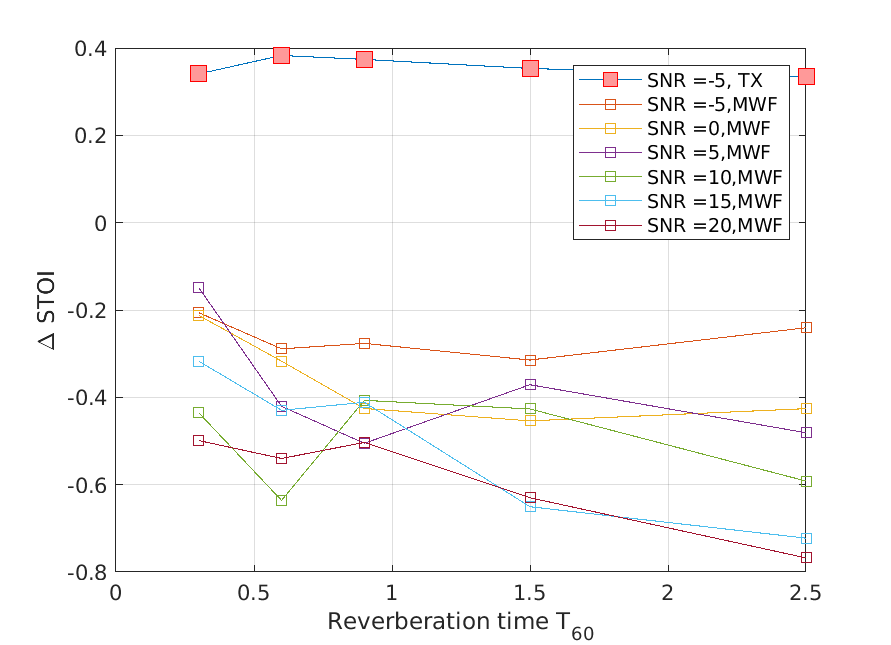 0.4
0.2
0
-0.2
-0.4
-0.6
-0.8
Δ STOI
SNR =-5, TX
SNR =-5,MWF
SNR =0,MWF
SNR =5,MWF
SNR =10,MWF
SNR =15,MWF
SNR =20,MWF
0 0.5 1 1.5 2 2.5
Reverberation time T60